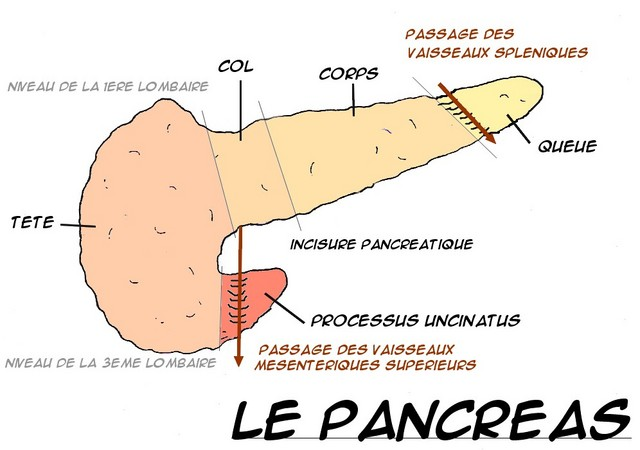 PASSAGE DES
VAISSEAUX SPLENIQUES
COL
CORPS
NIVEAU DE LA 1ERE LOMBAIRE
QUEUE
TETE
INCISURE PANCREATIQUE
PROCESSUS UNCINATUS
PASSAGE DES VAISSEAUX
MESENTERIQUES SUPERIEURS
NIVEAU DE LA 3EME LOMBAIRE
LE PANCREAS